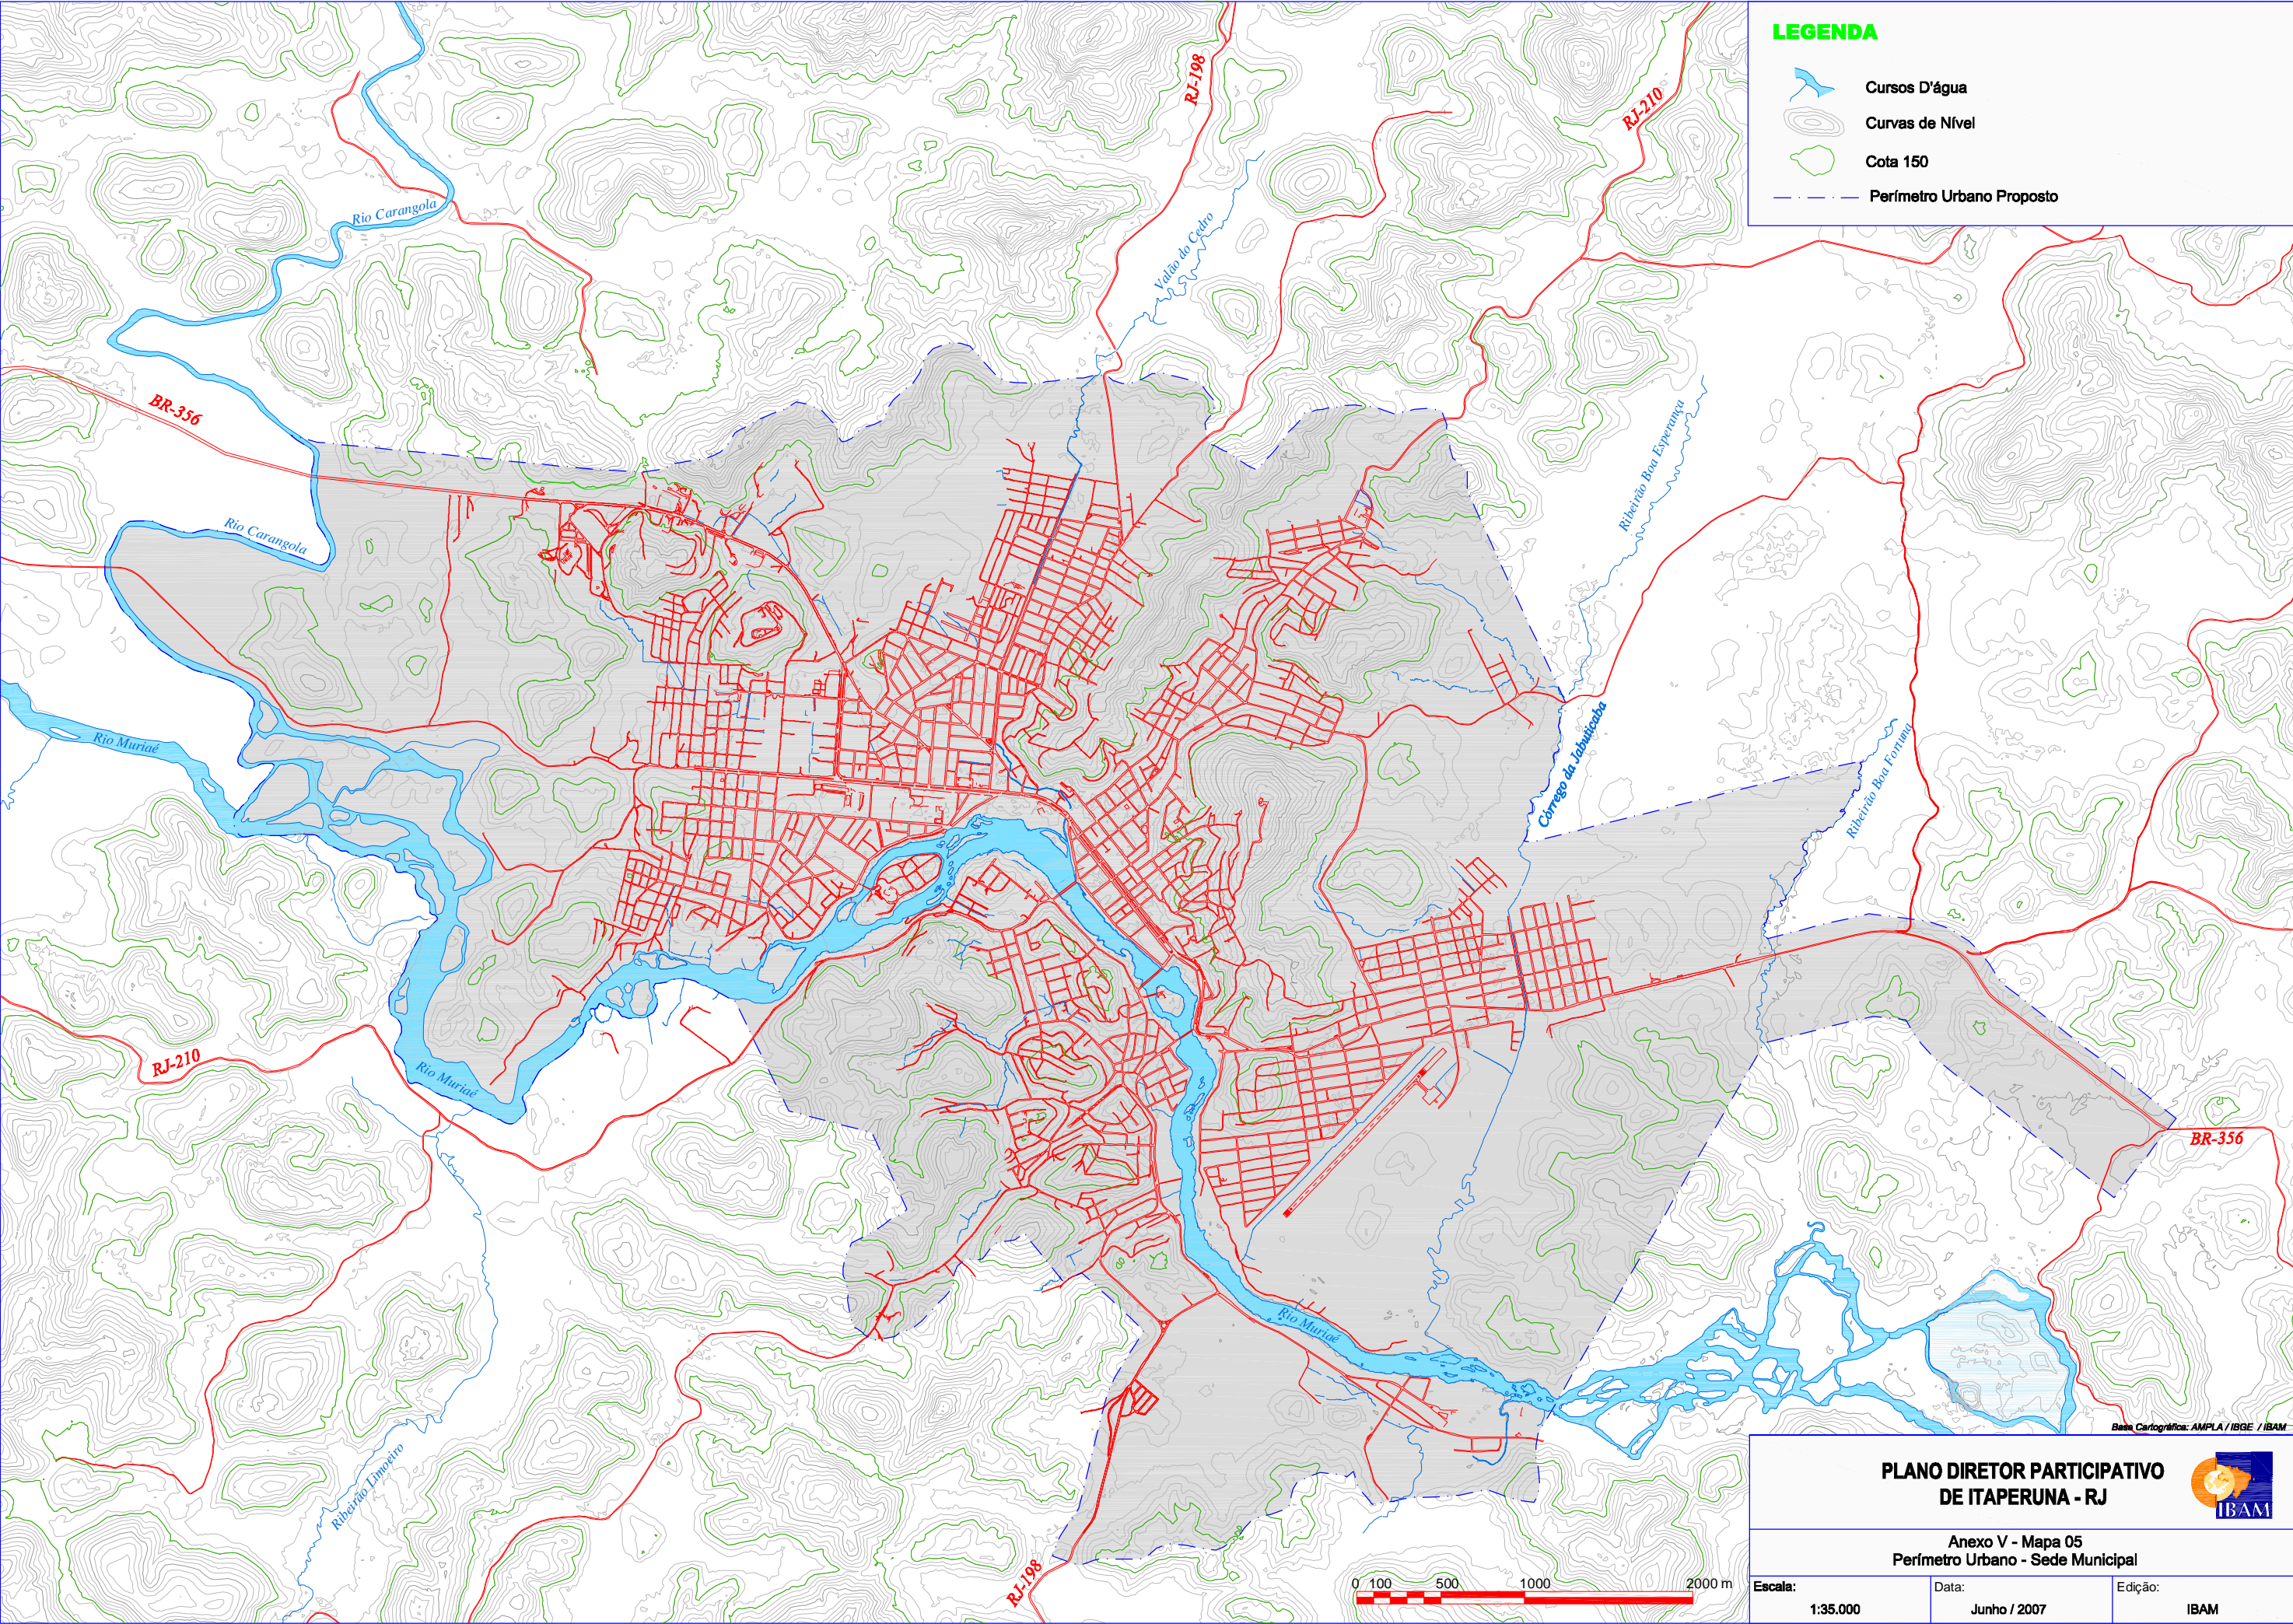 LEGENDA
Cursos D'água
Curvas de Nível
Cota 150
Perímetro Urbano Proposto
RJ-198
RJ-210
Rio Carangola
Valão do Cedro
BR-356
Ribeirão Boa Esperança
Rio Carangola
Rio Muriaé
Córrego da Jabuticaba
Ribeirão Boa Fortuna
RJ-210
Rio Muriaé
BR-356
Rio Muriaé
Ribeirão Limoeiro
RJ-198
0 100 500 1000 2000 m
Base Cartográfica: AMPLA / IBGE / IBAM
PLANO DIRETOR PARTICIPATIVO
DE ITAPERUNA - RJ
IBAM
Anexo V - Mapa 05
Perímetro Urbano - Sede Municipal
Escala:
1:35.000
Data:
Junho / 2007
Edição:
IBAM